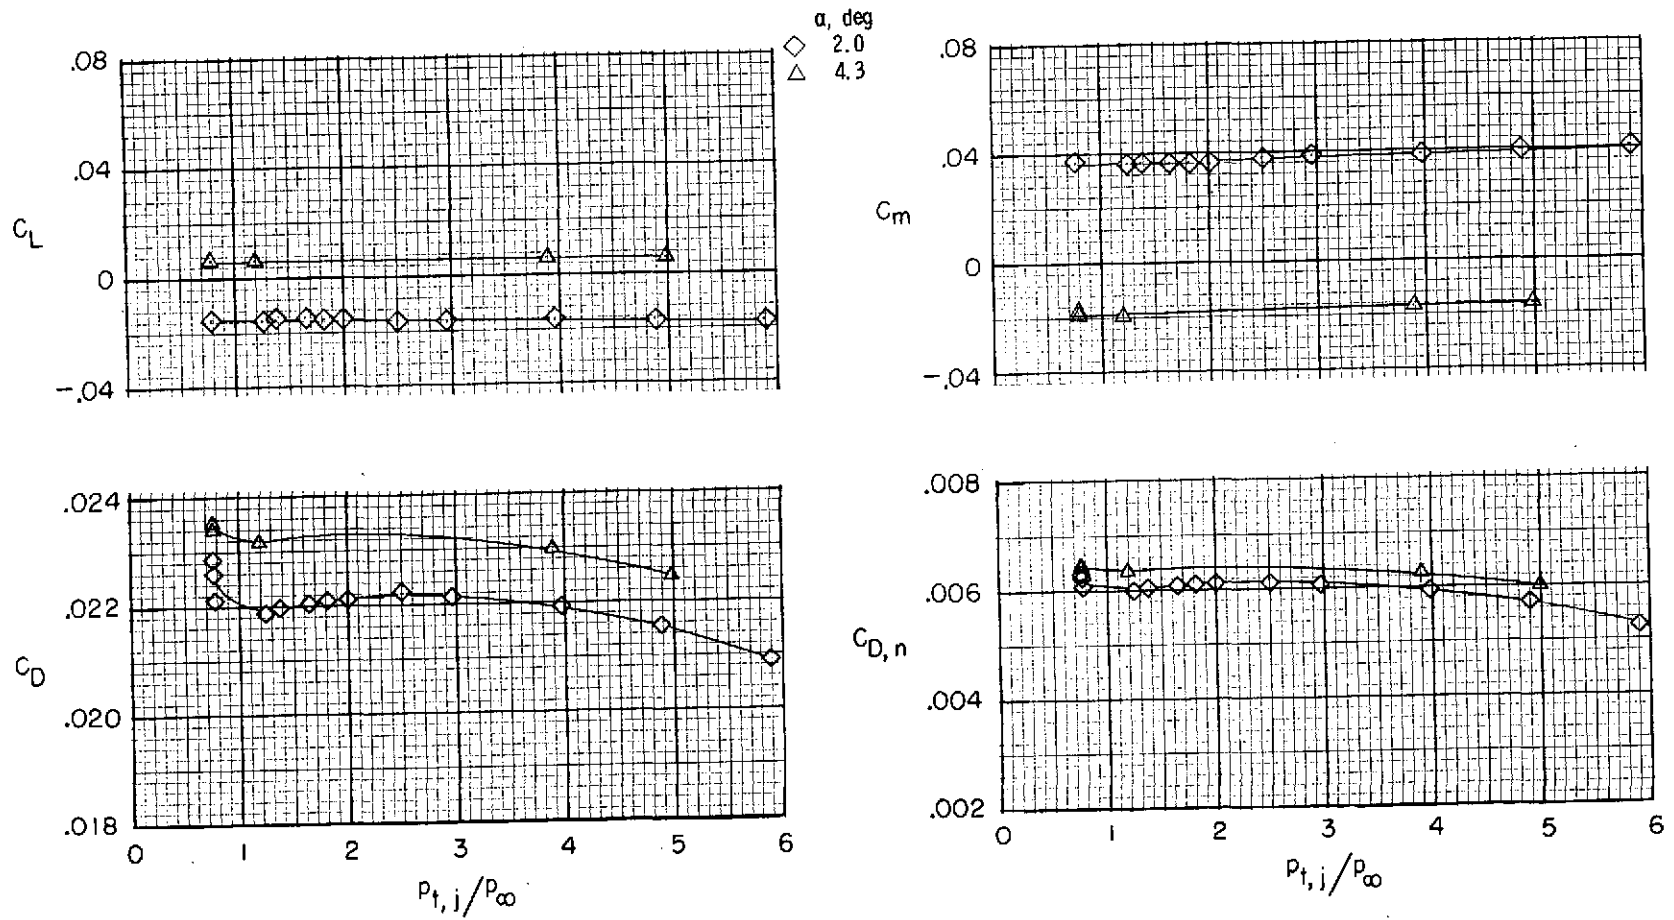 α, deg
◇ 2.0
△ 4.3
.08
.04
0
-.04
C_L
.08
.04
0
-.04
C_m
.024
.022
.020
.018
C_D
0 1 2 3 4 5 6
p_t,j/p_∞
.008
.006
.004
.002
C_D,n
0 1 2 3 4 5 6
p_t,j/p_∞